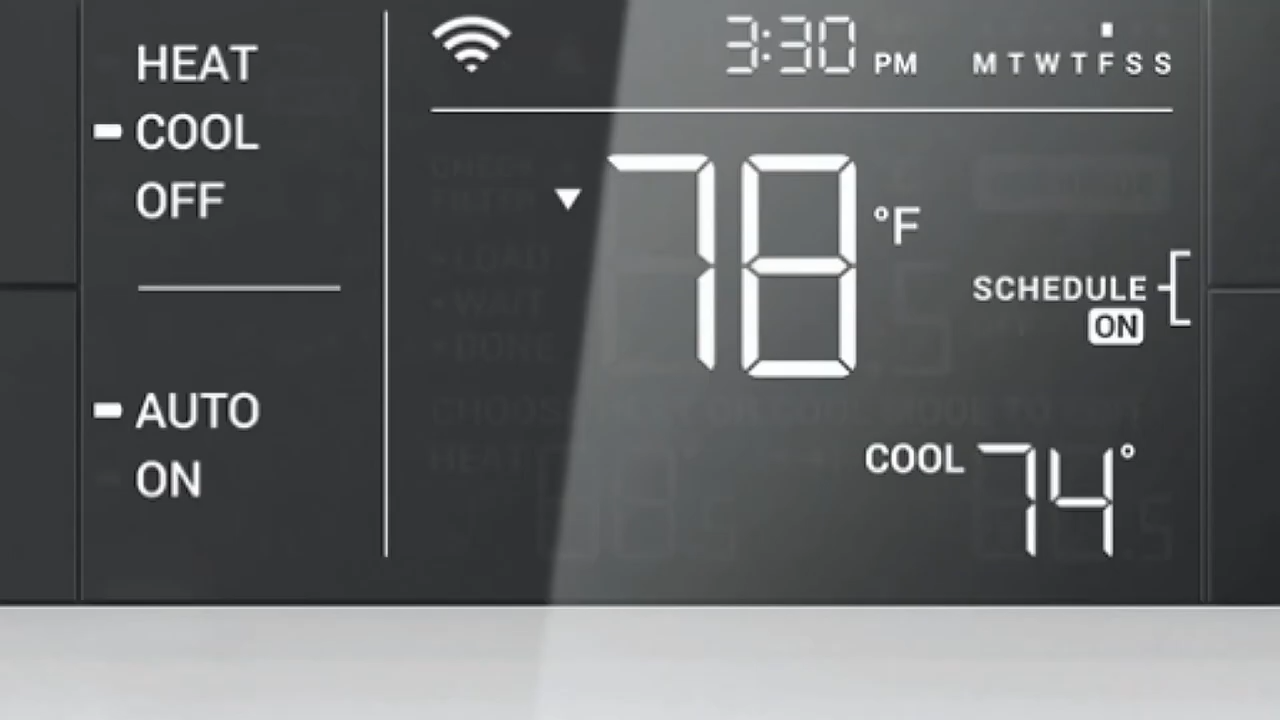 HEAT
COOL
OFF
AUTO
ON
3:30 PM M T W T F S S
78 °F
SCHEDULE
ON
COOL 74°